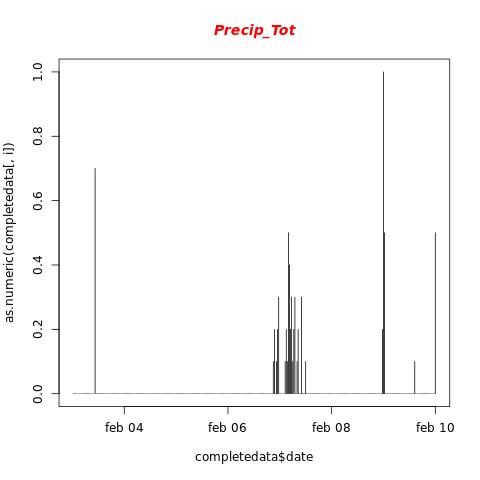 Precip_Tot
as.numeric(completedata[, i])
1.0
0.8
0.6
0.4
0.2
0.0
feb 04 feb 06 feb 08 feb 10
completedata$date